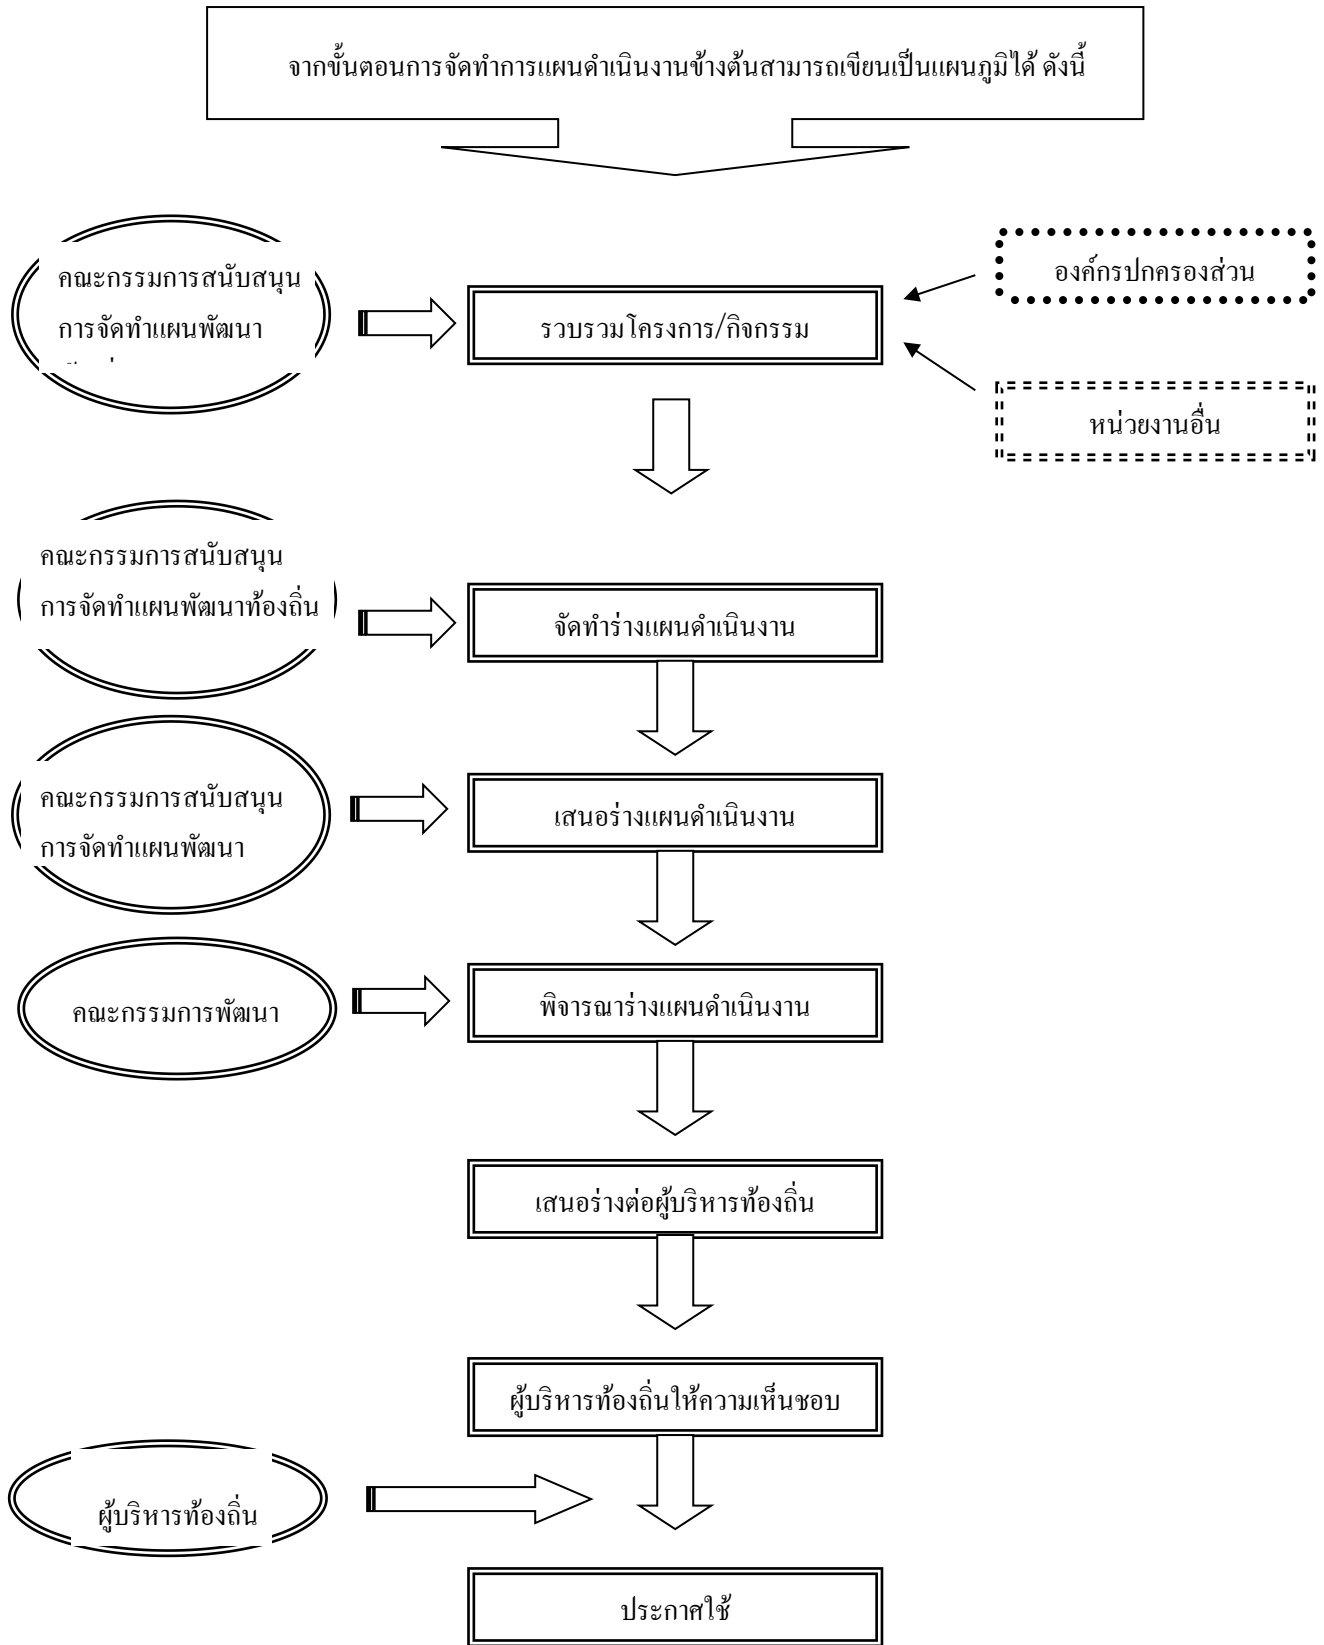 จากขั้นตอนการจัดทำการแผนดำเนินงานข้างต้นสามารถเขียนเป็นแผนภูมิได้ ดังนี้
คณะกรรมการสนับสนุน
การจัดทำแผนพัฒนา
รวบรวมโครงการ/กิจกรรม
องค์กรปกครองส่วน
หน่วยงานอื่น
คณะกรรมการสนับสนุน
การจัดทำแผนพัฒนาท้องถิ่น
จัดทำร่างแผนดำเนินงาน
คณะกรรมการสนับสนุน
การจัดทำแผนพัฒนา
เสนอร่างแผนดำเนินงาน
คณะกรรมการพัฒนา
พิจารณาร่างแผนดำเนินงาน
เสนอร่างต่อผู้บริหารท้องถิ่น
ผู้บริหารท้องถิ่นให้ความเห็นชอบ
ผู้บริหารท้องถิ่น
ประกาศใช้